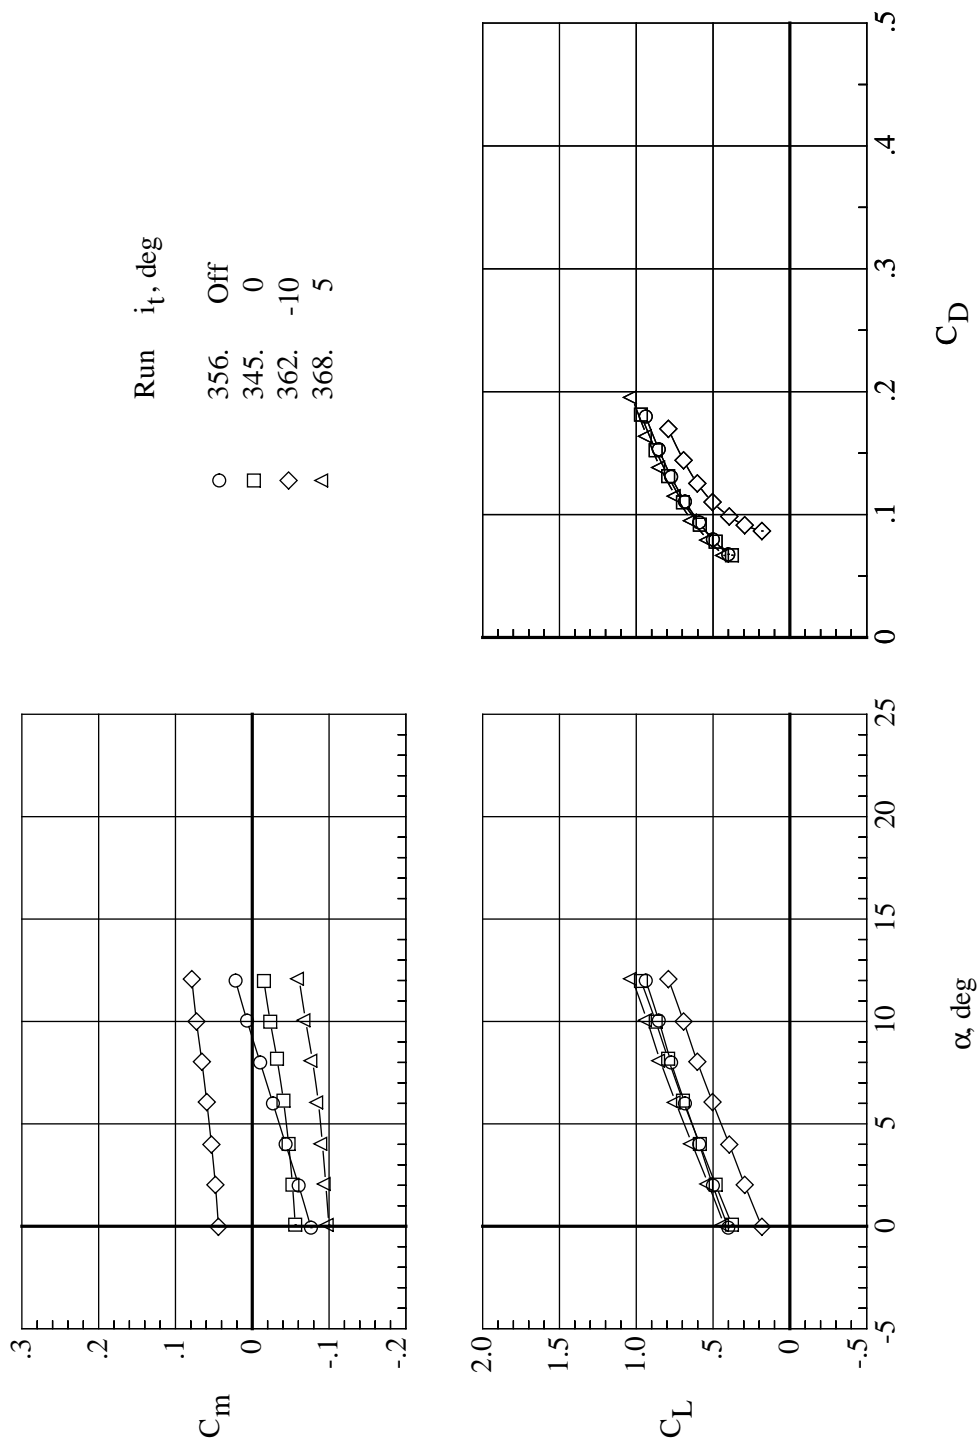 Run i_t, deg
356. Off
345. 0
362. -10
368. 5
.3
.2
.1
0
-.1
-.2
C_m
2.0
1.5
1.0
.5
0
-.5
C_L
-5 0 5 10 15 20 25
α, deg
0 .1 .2 .3 .4 .5
C_D